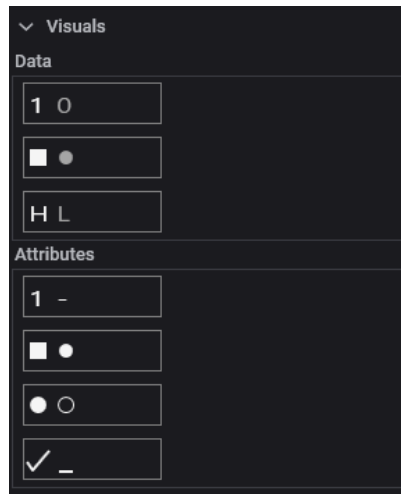 Visuals
Data
1 0
■ ●
H L
Attributes
1 -
■ ●
● ○
✓ _